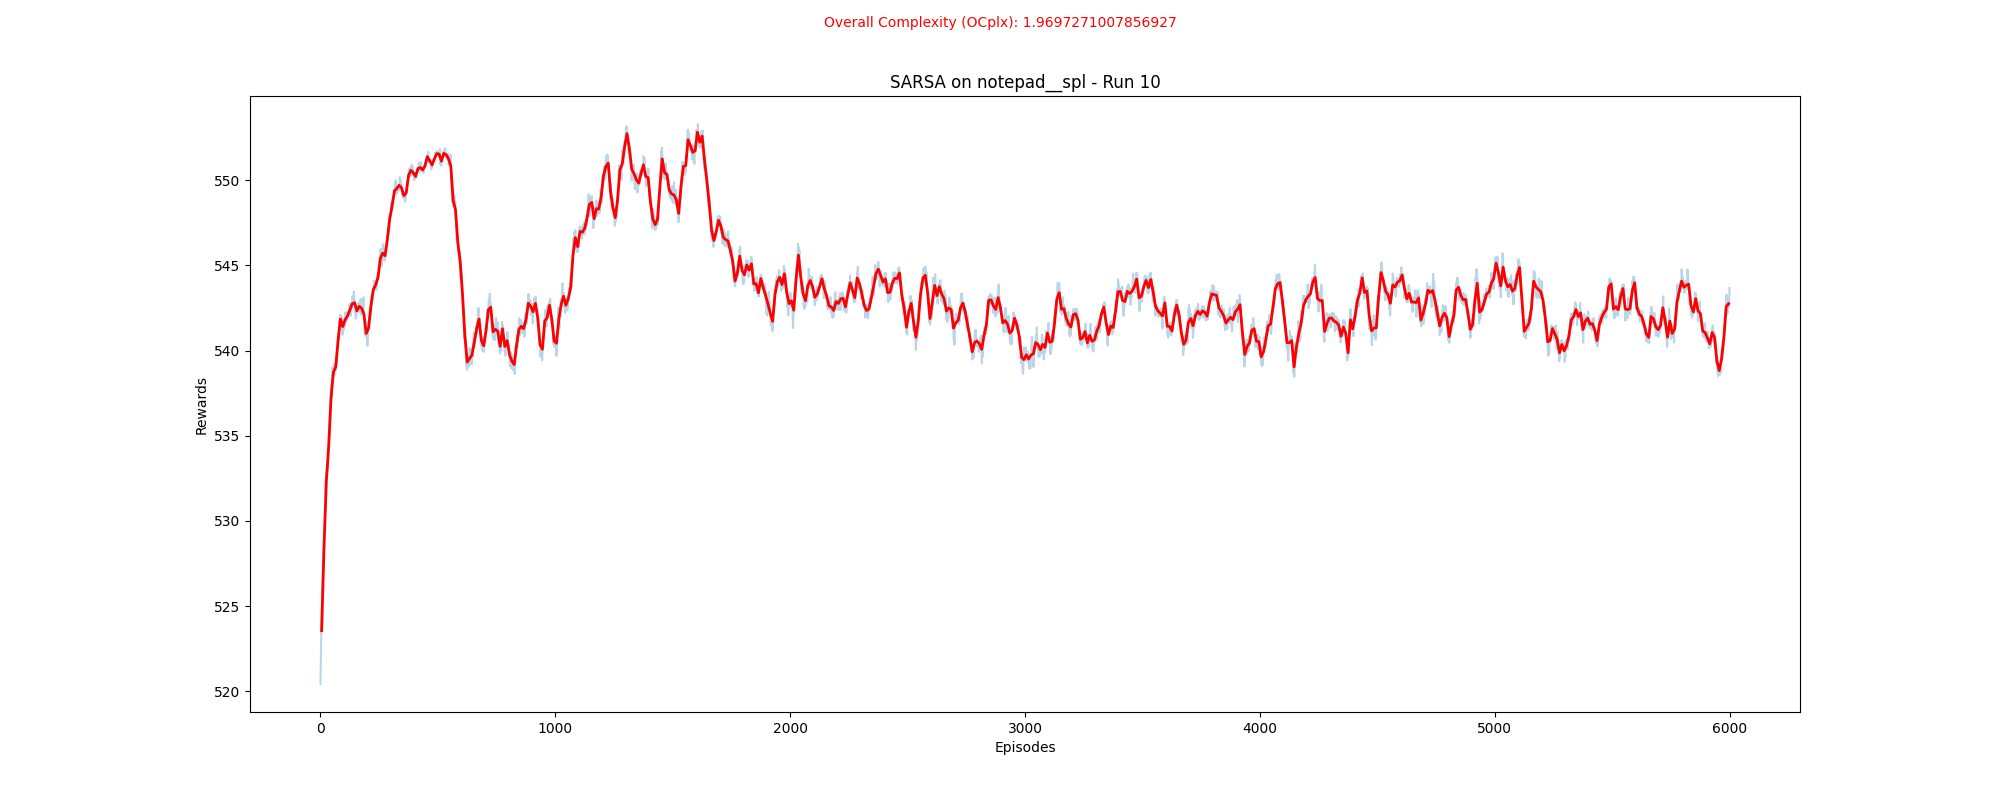 Overall Complexity (OCplx): 1.9697271007856927
SARSA on notepad__spl - Run 10
Rewards
550
545
540
535
530
525
520
0 1000 2000 3000 4000 5000 6000
Episodes